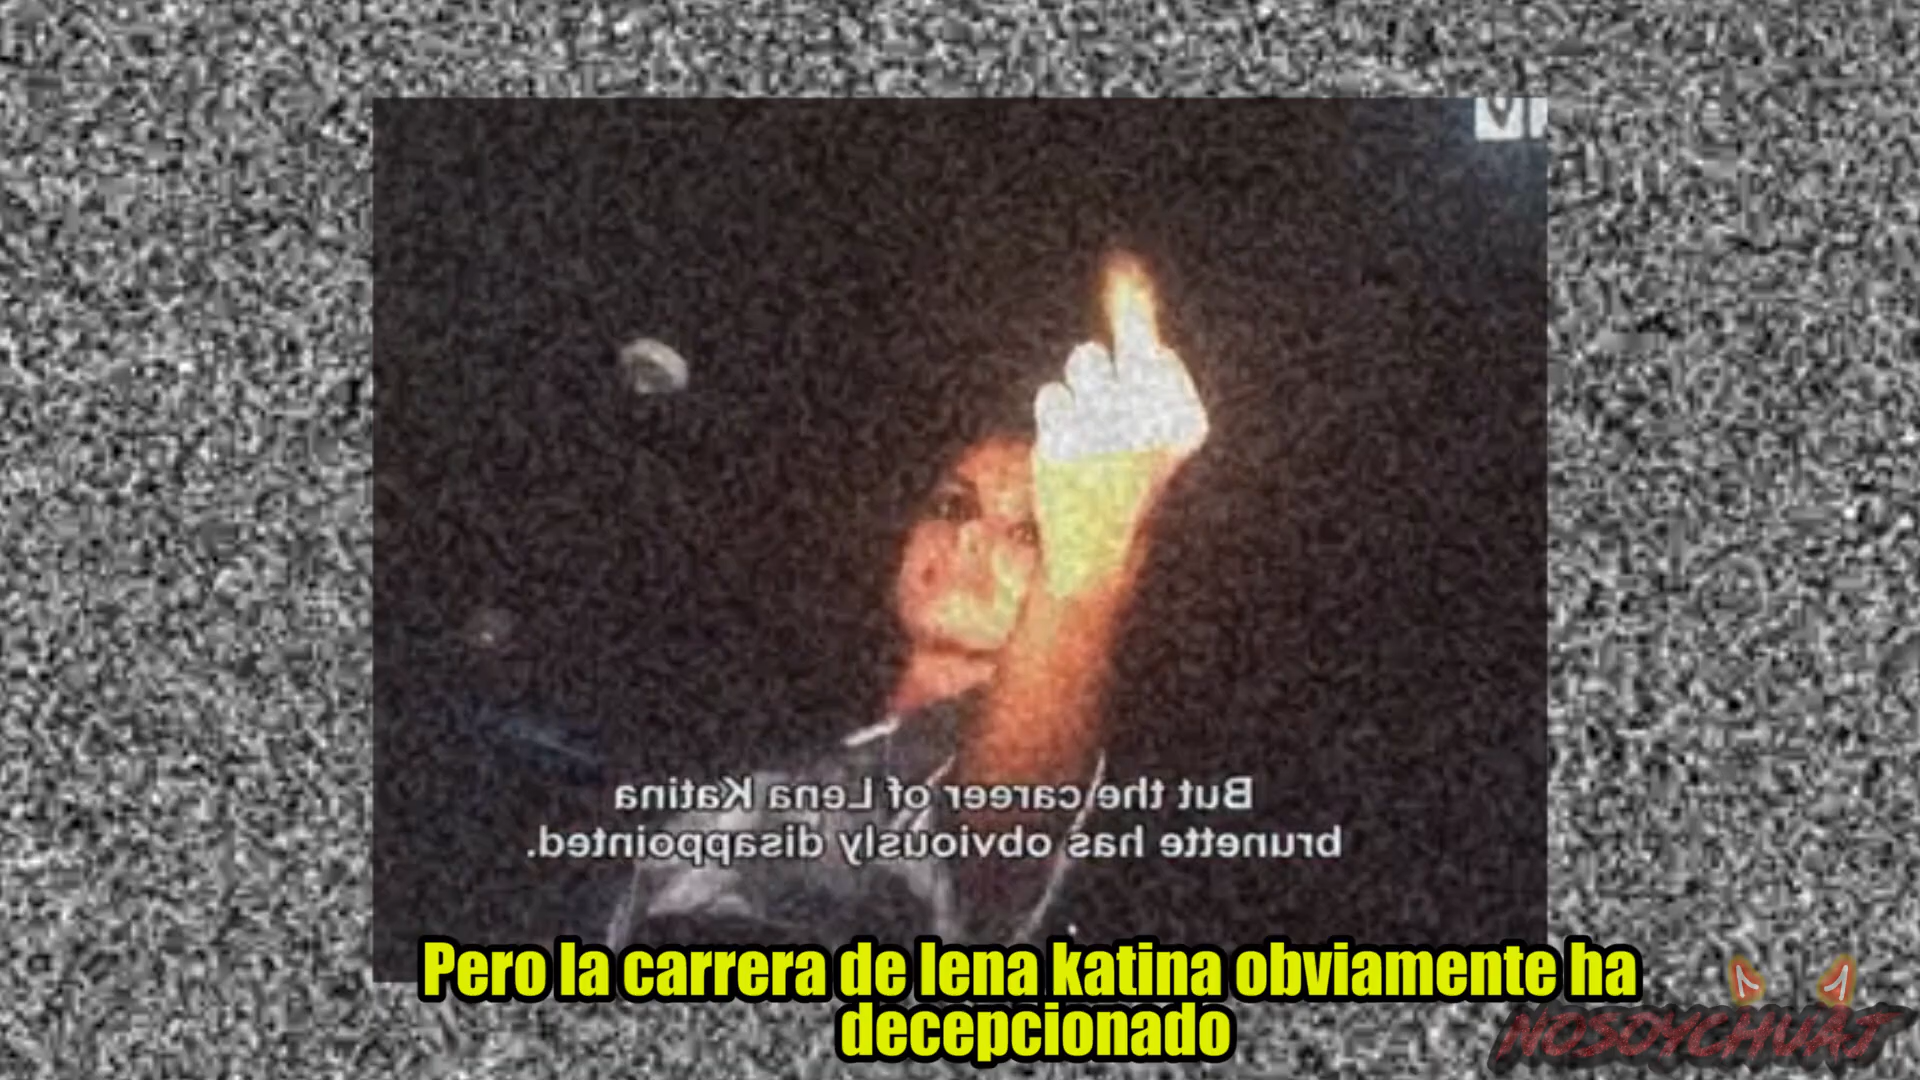 But the career of Lena Katina
brunette has obviously disappointed.
Pero la carrera de lena katina obviamente ha
decepcionado
NOSOYCHUAJ